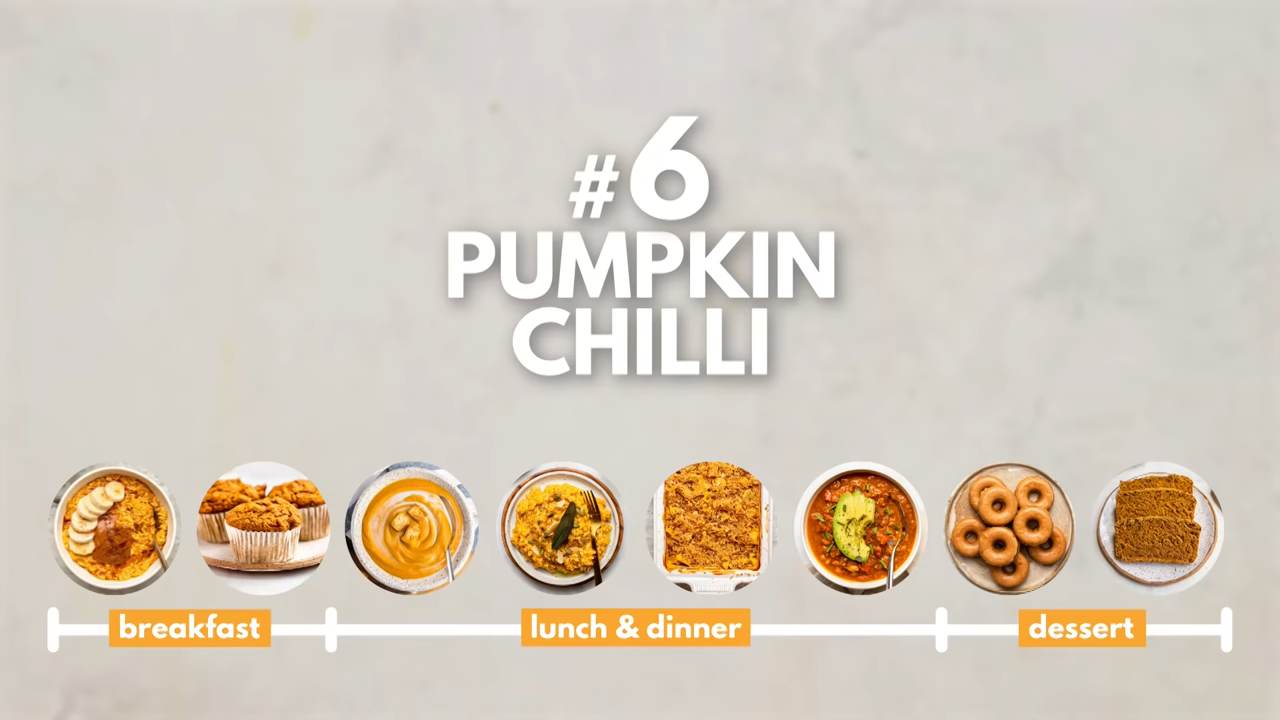 #6
PUMPKIN
CHILLI
breakfast
lunch & dinner
dessert